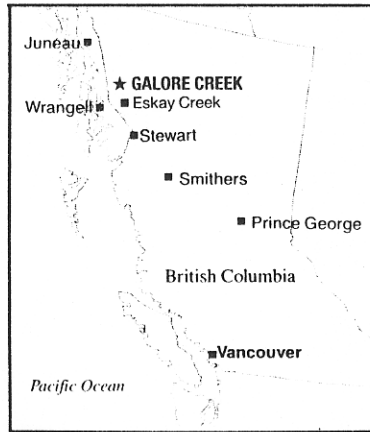 Juneau
GALORE CREEK
Wrangell
Eskay Creek
Stewart
Smithers
Prince George
British Columbia
Vancouver
Pacific Ocean